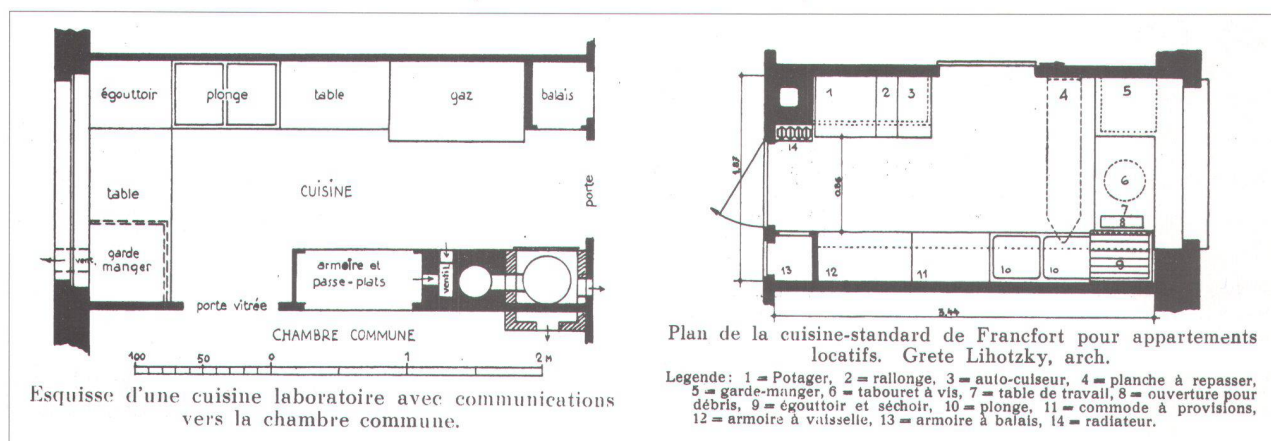 égouttoir
plonge
table
gaz
balais
table
CUISINE
porte
garde
manger
vent.
armoire et
passe-plats
ventil.
porte vitrée
CHAMBRE COMMUNE
100 50 0 1 2 M
Esquisse d'une cuisine laboratoire avec communications
vers la chambre commune.
1 2 3 4 5
14
1,87
0.86
6
7
8
13 12 11 10 10 9
3.44
Plan de la cuisine-standard de Francfort pour appartements
locatifs. Grete Lihotzky, arch.
Legende: 1 = Potager, 2 = rallonge, 3 = auto-cuiseur, 4 = planche à repasser,
5 = garde-manger, 6 = tabouret à vis, 7 = table de travail, 8 = ouverture pour
débris, 9 = égouttoir et séchoir, 10 = plonge, 11 = commode à provisions,
12 = armoire à vaisselle, 13 = armoire à balais, 14 = radiateur.